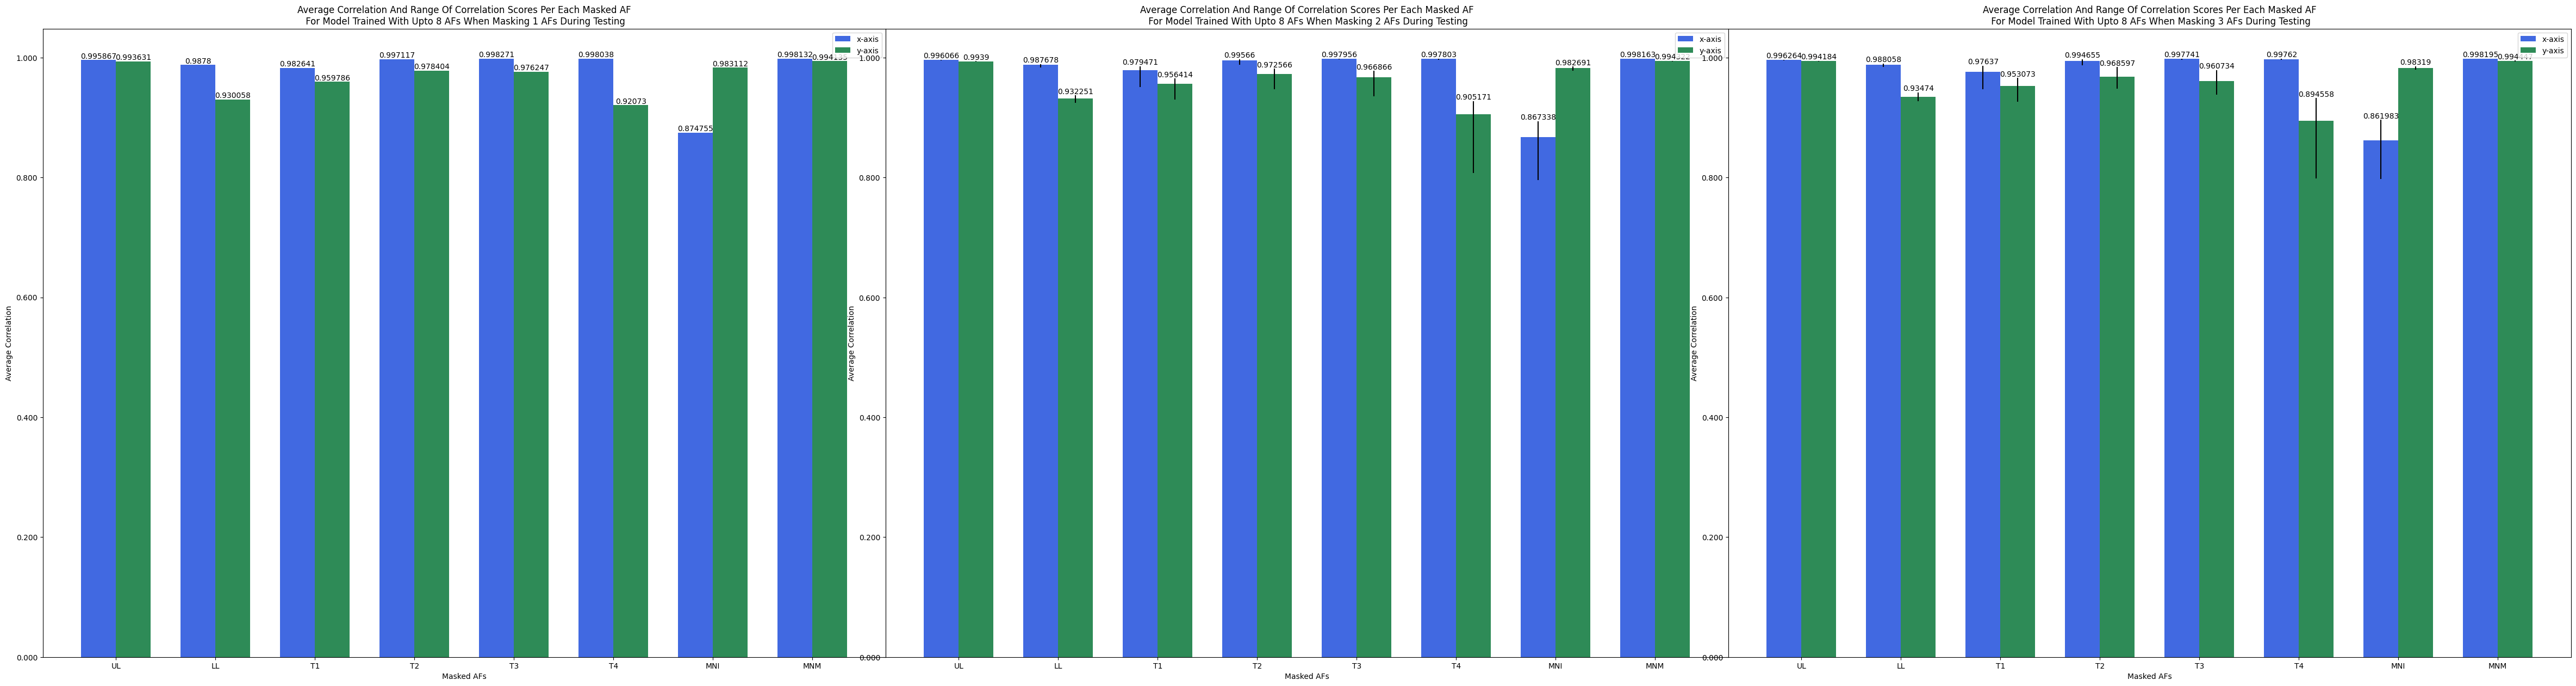 Average Correlation And Range Of Correlation Scores Per Each Masked AF
For Model Trained With Upto 8 AFs When Masking 1 AFs During Testing
x-axis
y-axis
1.000
0.800
0.600
0.400
0.200
0.000
Average Correlation
0.995867
0.993631
0.9878
0.930058
0.982641
0.959786
0.997117
0.978404
0.998271
0.976247
0.998038
0.92073
0.874755
0.983112
0.998132
UL
LL
T1
T2
T3
T4
MNI
MNM
Masked AFs
Average Correlation And Range Of Correlation Scores Per Each Masked AF
For Model Trained With Upto 8 AFs When Masking 2 AFs During Testing
x-axis
y-axis
1.000
0.800
0.600
0.400
0.200
0.000
Average Correlation
0.996066
0.9939
0.987678
0.932251
0.979471
0.956414
0.99566
0.972566
0.997956
0.966866
0.997803
0.905171
0.867338
0.982691
0.998163
UL
LL
T1
T2
T3
T4
MNI
MNM
Masked AFs
Average Correlation And Range Of Correlation Scores Per Each Masked AF
For Model Trained With Upto 8 AFs When Masking 3 AFs During Testing
x-axis
y-axis
1.000
0.800
0.600
0.400
0.200
0.000
Average Correlation
0.996264
0.994184
0.988058
0.93474
0.97637
0.953073
0.994655
0.968597
0.997741
0.960734
0.99762
0.894558
0.861983
0.98319
0.998195
UL
LL
T1
T2
T3
T4
MNI
MNM
Masked AFs